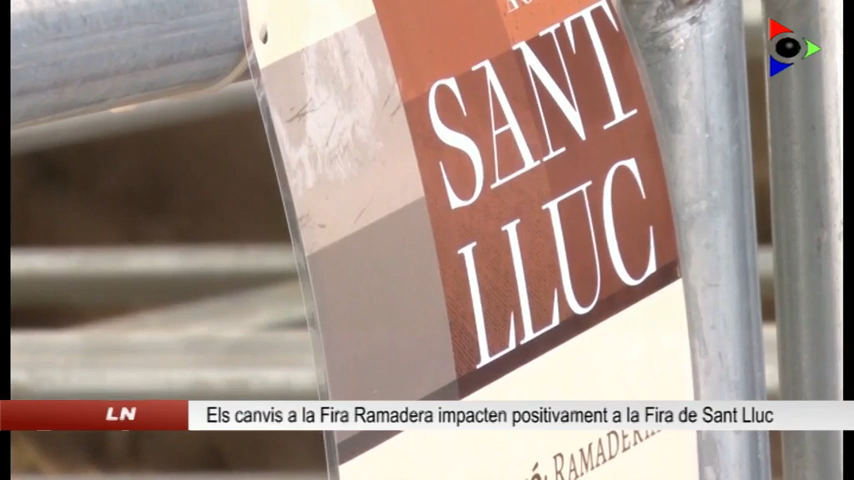 SANT
LLUC
LN Els canvis a la Fira Ramadera impacten positivament a la Fira de Sant Lluc